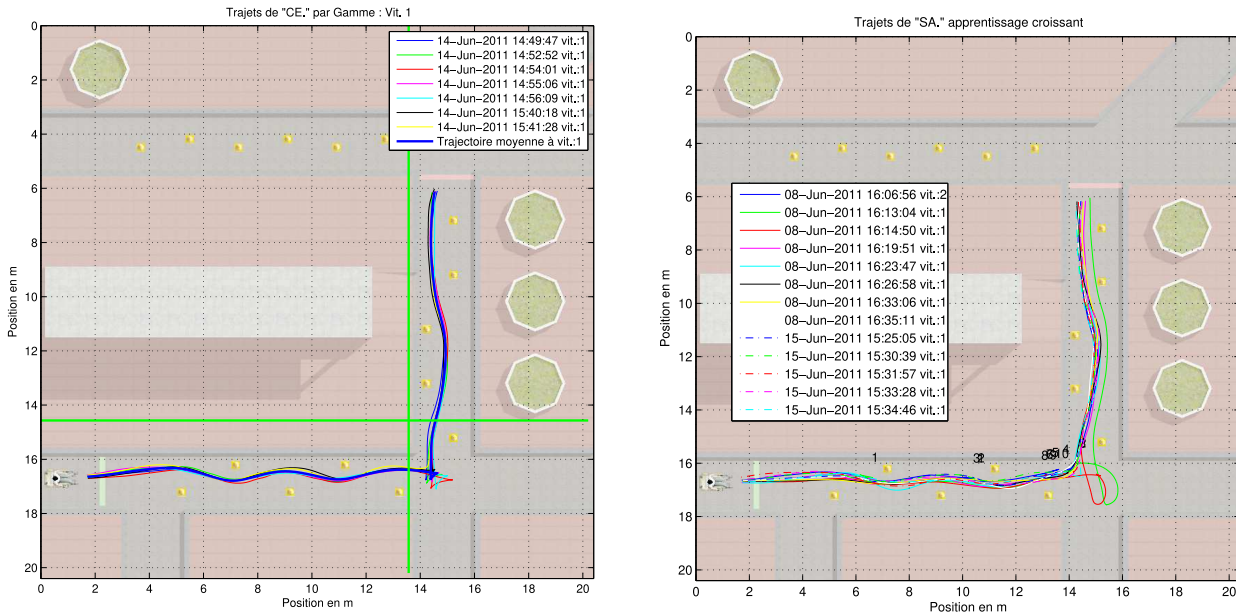 Trajets de "CE." par Gamme : Vit. 1
14-Jun-2011 14:49:47 vit.:1
14-Jun-2011 14:52:52 vit.:1
14-Jun-2011 14:54:01 vit.:1
14-Jun-2011 14:55:06 vit.:1
14-Jun-2011 14:56:09 vit.:1
14-Jun-2011 15:40:18 vit.:1
14-Jun-2011 15:41:28 vit.:1
Trajectoire moyenne à vit.:1
Position en m
0
2
4
6
8
10
12
14
16
18
20
0 2 4 6 8 10 12 14 16 18 20
Position en m
Trajets de "SA." apprentissage croissant
08-Jun-2011 16:06:56 vit.:2
08-Jun-2011 16:13:04 vit.:1
08-Jun-2011 16:14:50 vit.:1
08-Jun-2011 16:19:51 vit.:1
08-Jun-2011 16:23:47 vit.:1
08-Jun-2011 16:26:58 vit.:1
08-Jun-2011 16:33:06 vit.:1
08-Jun-2011 16:35:11 vit.:1
15-Jun-2011 15:25:05 vit.:1
15-Jun-2011 15:30:39 vit.:1
15-Jun-2011 15:31:57 vit.:1
15-Jun-2011 15:33:28 vit.:1
15-Jun-2011 15:34:46 vit.:1
Position en m
0
2
4
6
8
10
12
14
16
18
20
1
0 2 4 6 8 10 12 14 16 18 20
Position en m